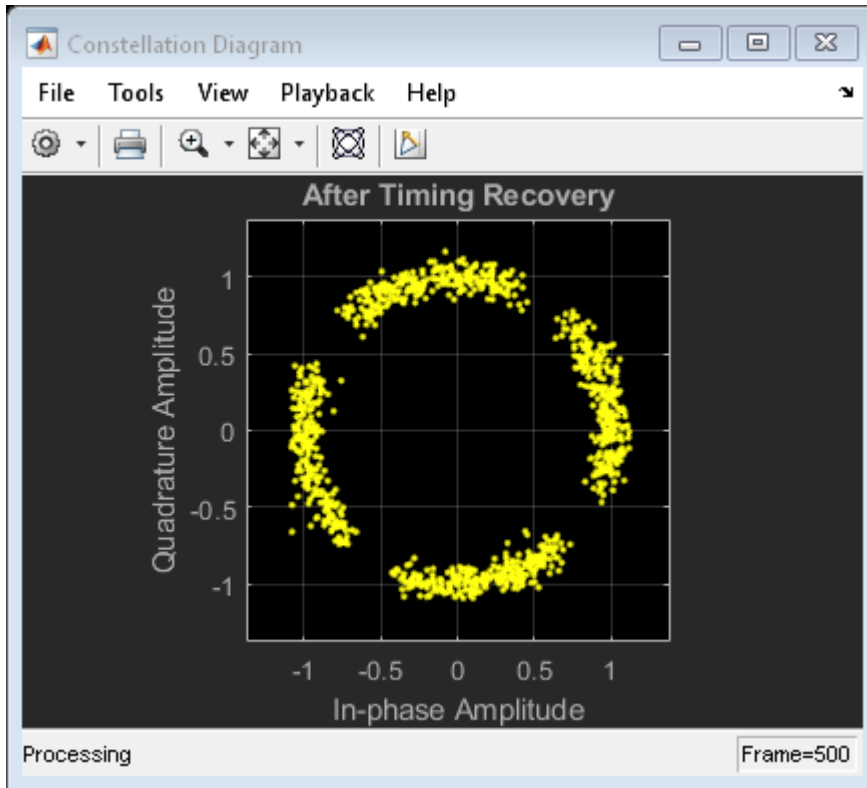 Constellation Diagram
File Tools View Playback Help
After Timing Recovery
Quadrature Amplitude
1
0.5
0
-0.5
-1
-1 -0.5 0 0.5 1
In-phase Amplitude
Processing Frame=500